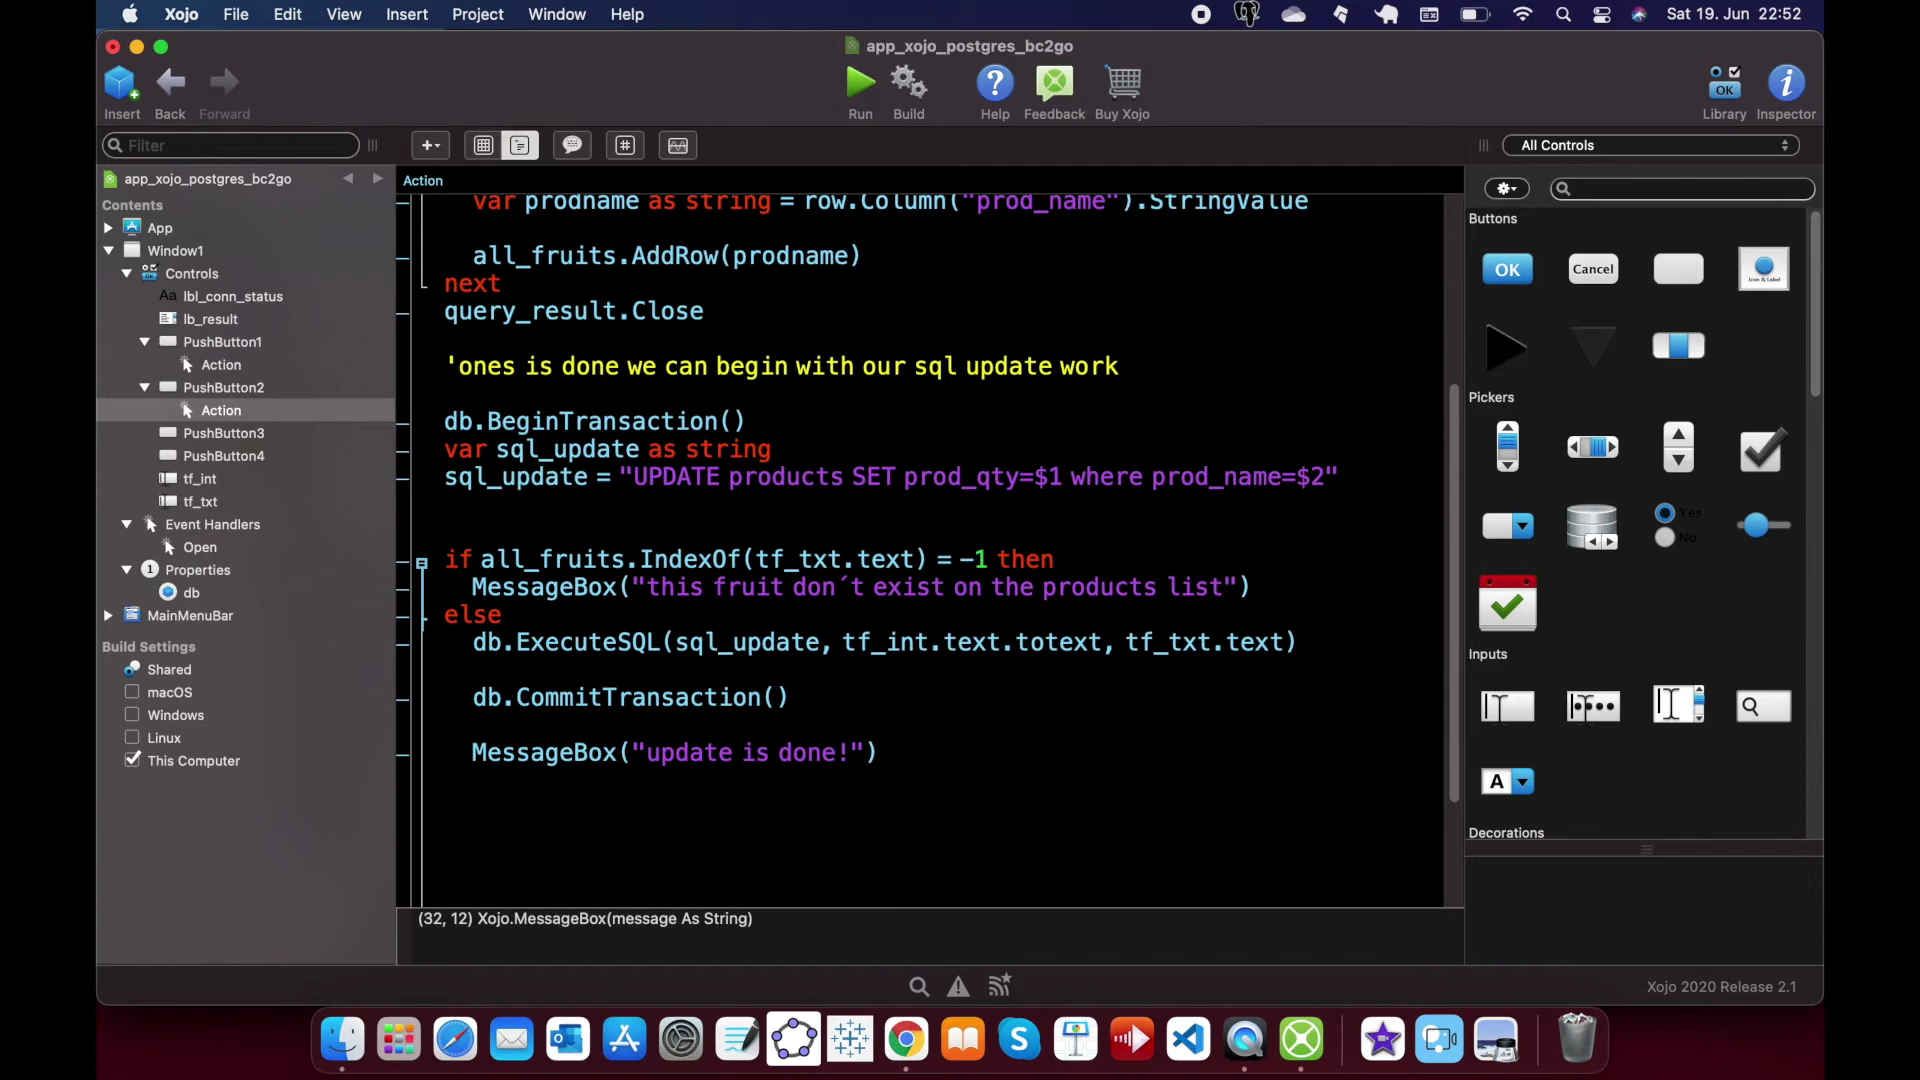 Xojo File Edit View Insert Project Window Help Sat 19. Jun 22:52
app_xojo_postgres_bc2go
Insert Back Forward Run Build Help Feedback Buy Xojo OK Library Inspector
Filter
All Controls
app_xojo_postgres_bc2go
Contents
App
Window1
Controls
Aa lbl_conn_status
lb_result
PushButton1
Action
PushButton2
Action
PushButton3
PushButton4
tf_int
tf_txt
Event Handlers
Open
1 Properties
db
MainMenuBar
Build Settings
Shared
macOS
Windows
Linux
This Computer
Action
var prodname as string = row.Column("prod_name").StringValue
all_fruits.AddRow(prodname)
next
query_result.Close
'ones is done we can begin with our sql update work
db.BeginTransaction()
var sql_update as string
sql_update = "UPDATE products SET prod_qty=$1 where prod_name=$2"
if all_fruits.IndexOf(tf_txt.text) = -1 then
MessageBox("this fruit don´t exist on the products list")
else
db.ExecuteSQL(sql_update, tf_int.text.totext, tf_txt.text)
db.CommitTransaction()
MessageBox("update is done!")
(32, 12) Xojo.MessageBox(message As String)
Buttons
OK Cancel Icon & Label
Pickers
Yes
No
Inputs
A
Decorations
Xojo 2020 Release 2.1